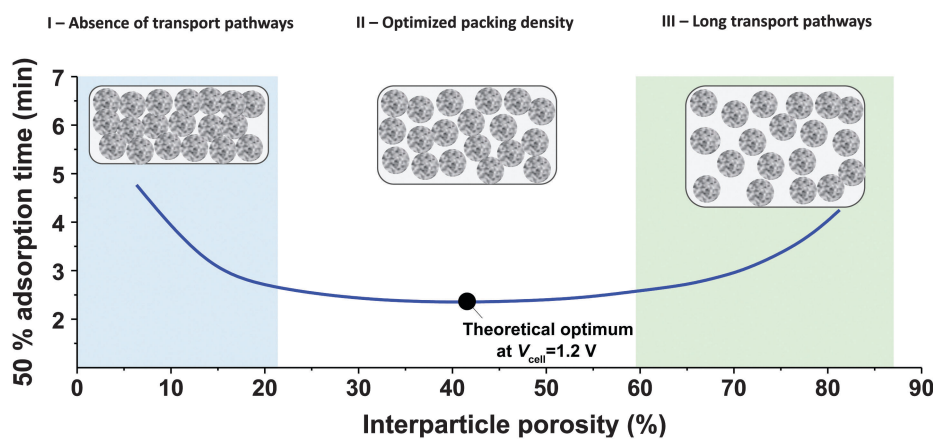 I – Absence of transport pathways
II – Optimized packing density
III – Long transport pathways
50 % adsorption time (min)
7
6
5
4
3
2
Theoretical optimum
at Vcell=1.2 V
0 10 20 30 40 50 60 70 80 90
Interparticle porosity (%)